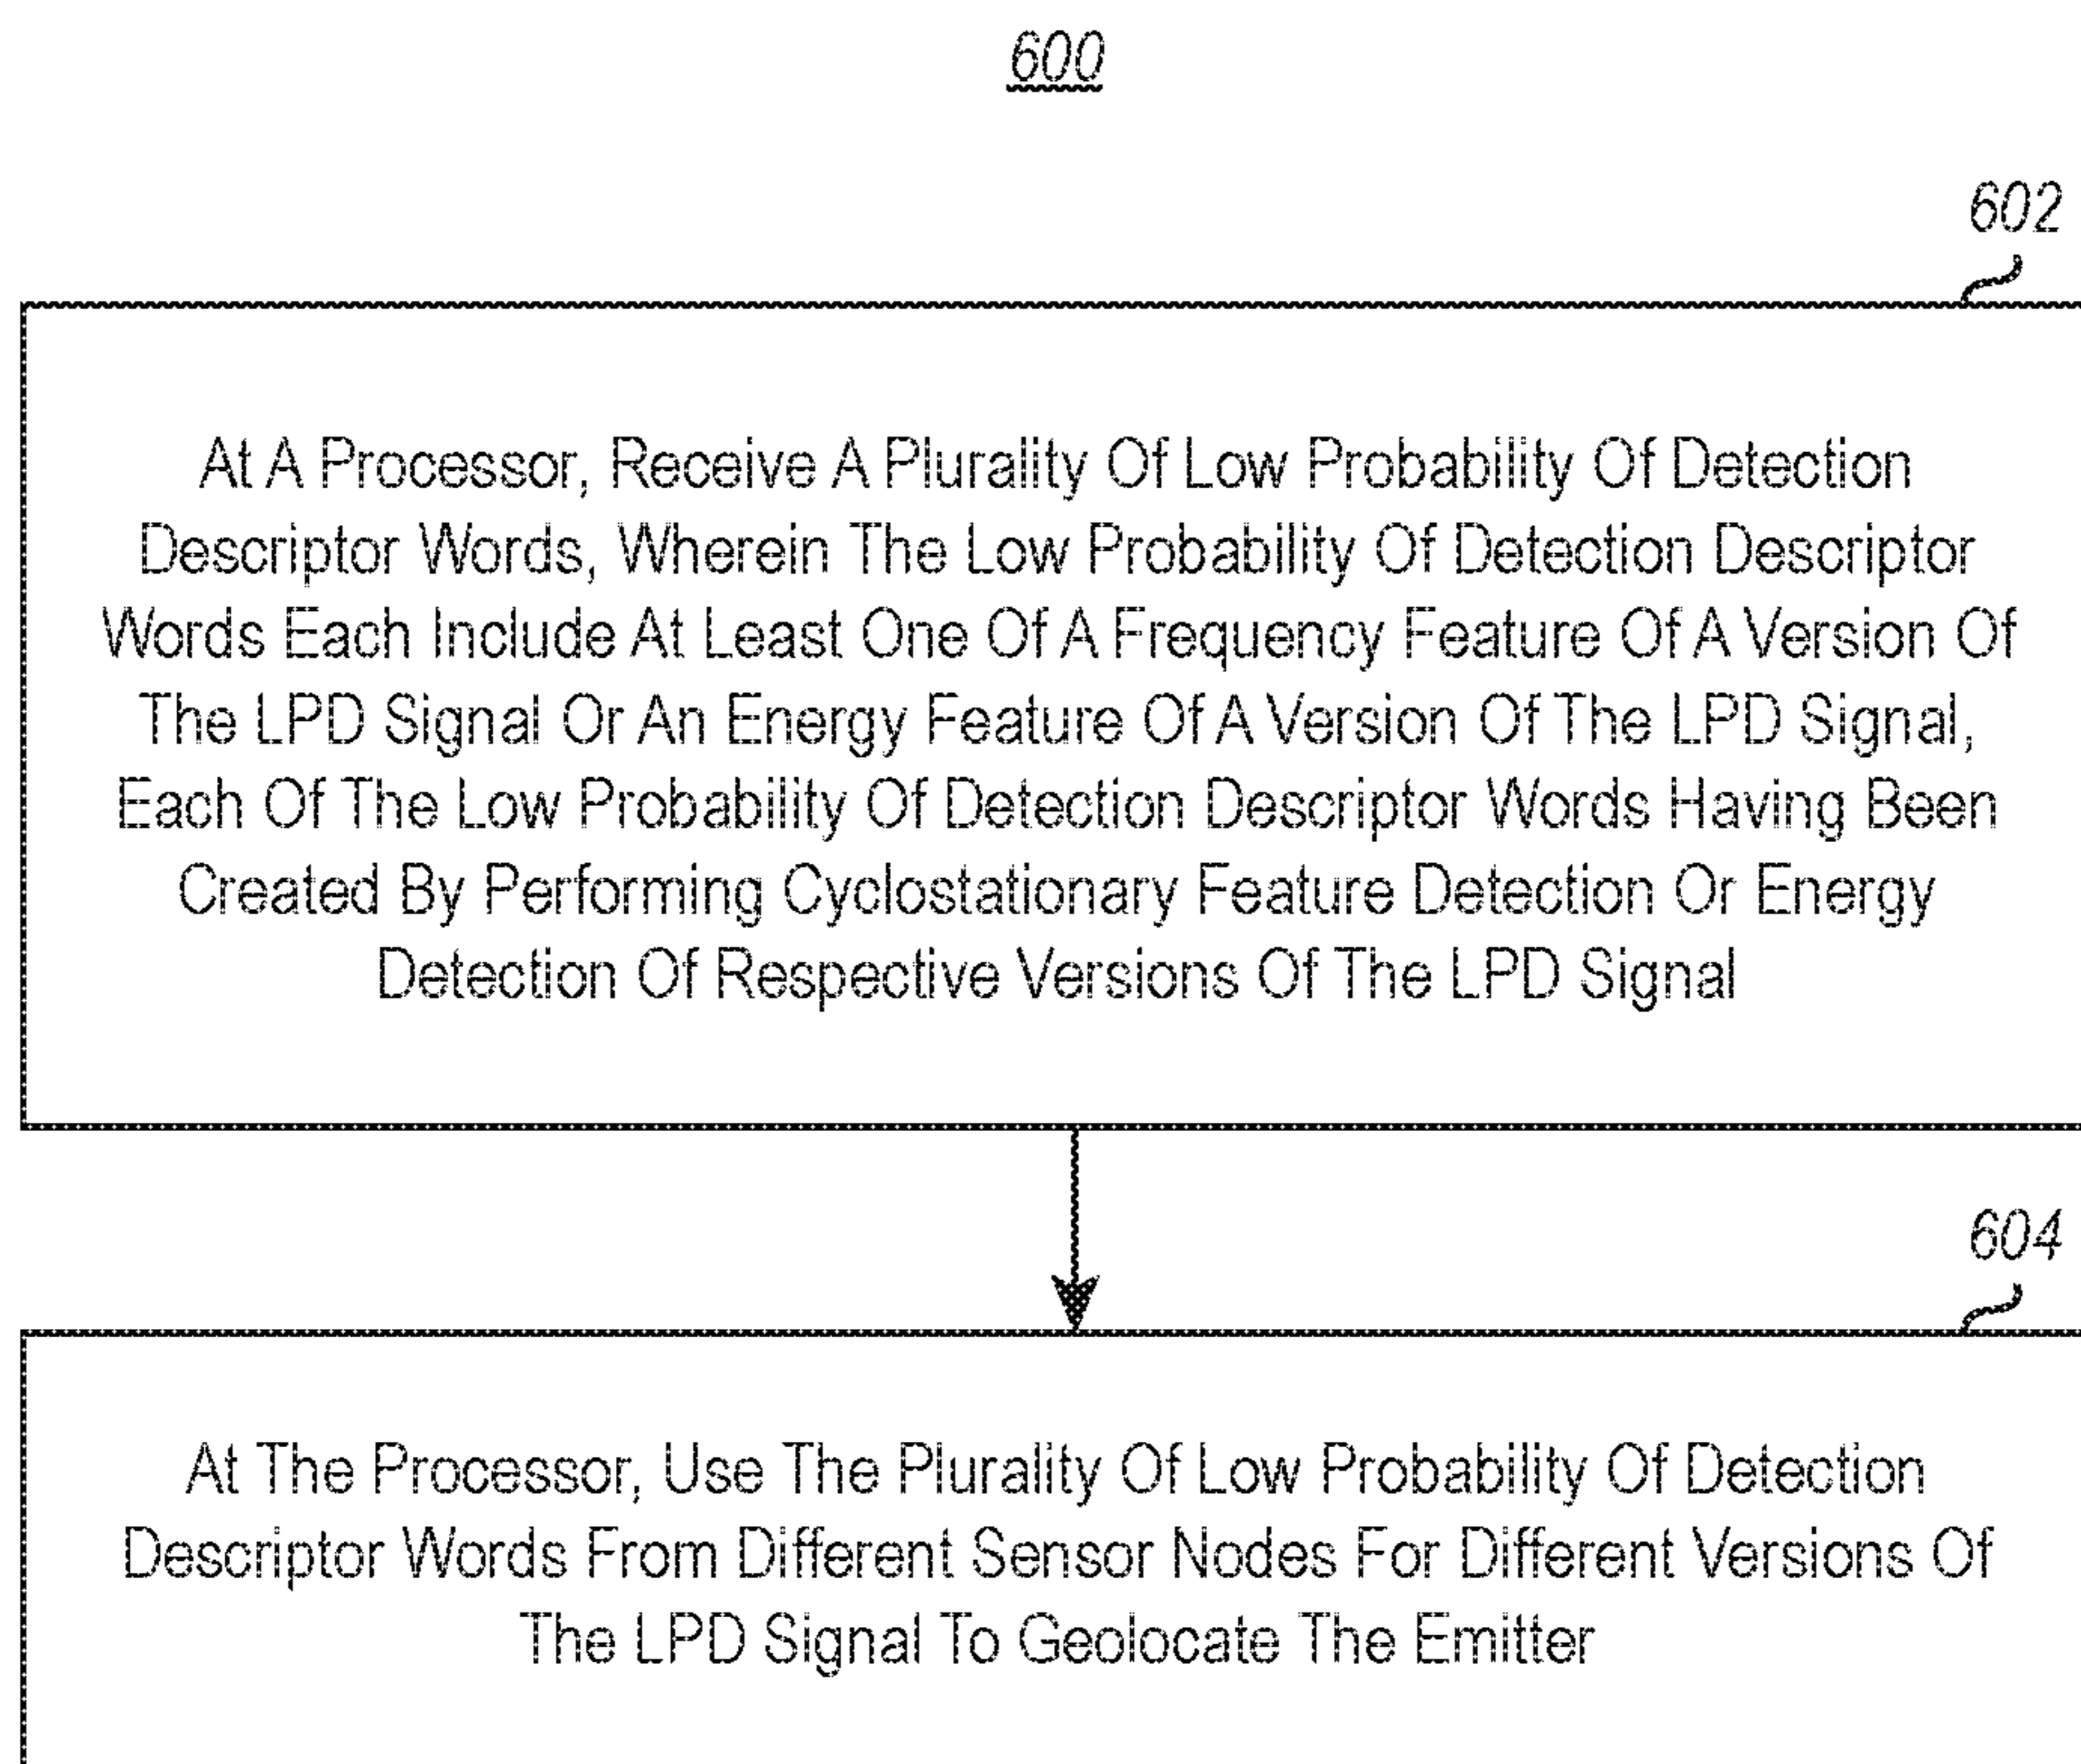 600
602
At A Processor, Receive A Plurality Of Low Probability Of Detection
Descriptor Words, Wherein The Low Probability Of Detection Descriptor
Words Each Include At Least One Of A Frequency Feature Of A Version Of
The LPD Signal Or An Energy Feature Of A Version Of The LPD Signal,
Each Of The Low Probability Of Detection Descriptor Words Having Been
Created By Performing Cyclostationary Feature Detection Or Energy
Detection Of Respective Versions Of The LPD Signal
604
At The Processor, Use The Plurality Of Low Probability Of Detection
Descriptor Words From Different Sensor Nodes For Different Versions Of
The LPD Signal To Geolocate The Emitter